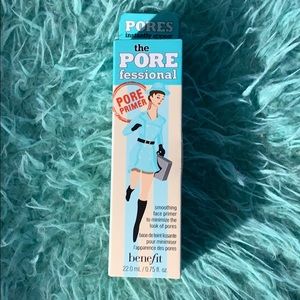 PORES
instantly
the
PORE
fessional
PORE
PRIMER
smoothing
face primer
to minimize the
look of pores
base de teint lissante
pour minimiser
l'apparence des pores
benefit
22.0 mL / 0.75 fl. oz.